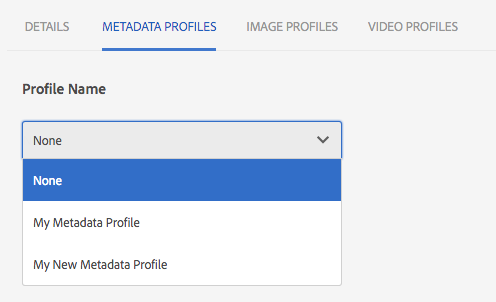 DETAILS METADATA PROFILES IMAGE PROFILES VIDEO PROFILES
Profile Name
None
None
My Metadata Profile
My New Metadata Profile